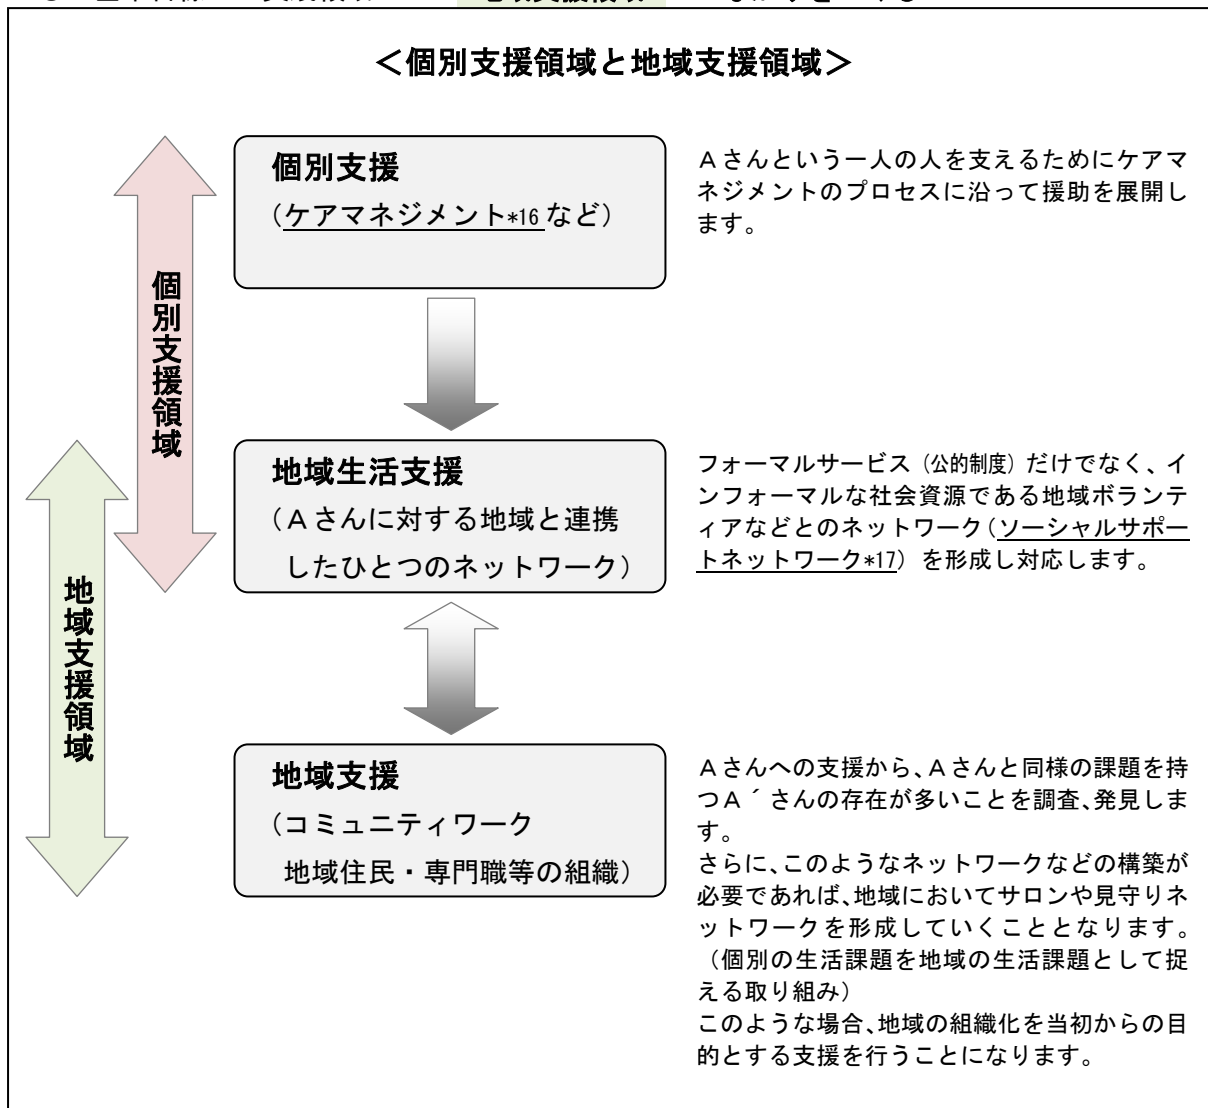 地域支援領域
＜個別支援領域と地域支援領域＞
個別支援
（ケアマネジメント*16 など）
Ａさんという一人の人を支えるためにケアマ
ネジメントのプロセスに沿って援助を展開し
ます。
個別支援領域
地域生活支援
（Ａさんに対する地域と連携
したひとつのネットワーク）
フォーマルサービス（公的制度）だけでなく、イ
ンフォーマルな社会資源である地域ボランテ
ィアなどとのネットワーク（ソーシャルサポー
トネットワーク*17）を形成し対応します。
地域支援領域
地域支援
（コミュニティワーク
地域住民・専門職等の組織）
Ａさんへの支援から、Ａさんと同様の課題を持
つＡ´さんの存在が多いことを調査、発見しま
す。
さらに、このようなネットワークなどの構築が
必要であれば、地域においてサロンや見守りネ
ットワークを形成していくこととなります。
（個別の生活課題を地域の生活課題として捉
える取り組み）
このような場合、地域の組織化を当初からの目
的とする支援を行うことになります。